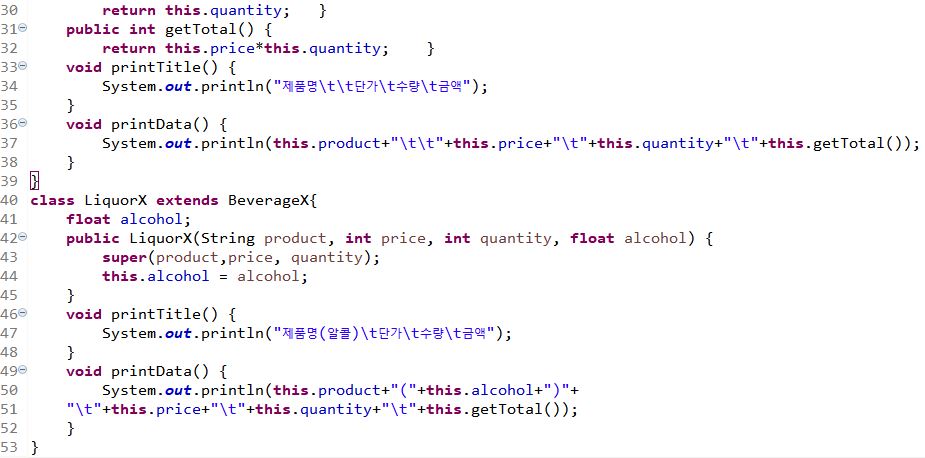 30         return this.quantity;   }
31     public int getTotal() {
32         return this.price*this.quantity;    }
33     void printTitle() {
34         System.out.println("제품명\t\t단가\t수량\t금액");
35     }
36     void printData() {
37         System.out.println(this.product+"\t\t"+this.price+"\t"+this.quantity+"\t"+this.getTotal());
38     }
39 }
40 class LiquorX extends BeverageX{
41     float alcohol;
42     public LiquorX(String product, int price, int quantity, float alcohol) {
43         super(product,price, quantity);
44         this.alcohol = alcohol;
45     }
46     void printTitle() {
47         System.out.println("제품명(알콜)\t단가\t수량\t금액");
48     }
49     void printData() {
50         System.out.println(this.product+"("+this.alcohol+")"+
51     "\t"+this.price+"\t"+this.quantity+"\t"+this.getTotal());
52     }
53 }